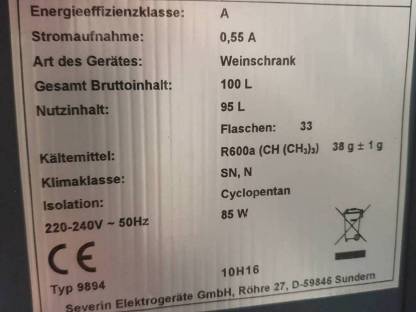 Energieeffizienzklasse: A
Stromaufnahme: 0,55 A
Art des Gerätes: Weinschrank
Gesamt Bruttoinhalt: 100 L
Nutzinhalt: 95 L
Flaschen: 33
Kältemittel: R600a (CH (CH₃)₃) 38 g ± 1 g
Klimaklasse: SN, N
Isolation: Cyclopentan
220-240V ~ 50Hz 85 W
CE
Typ 9894 10H16
Severin Elektrogeräte GmbH, Röhre 27, D-59846 Sundern